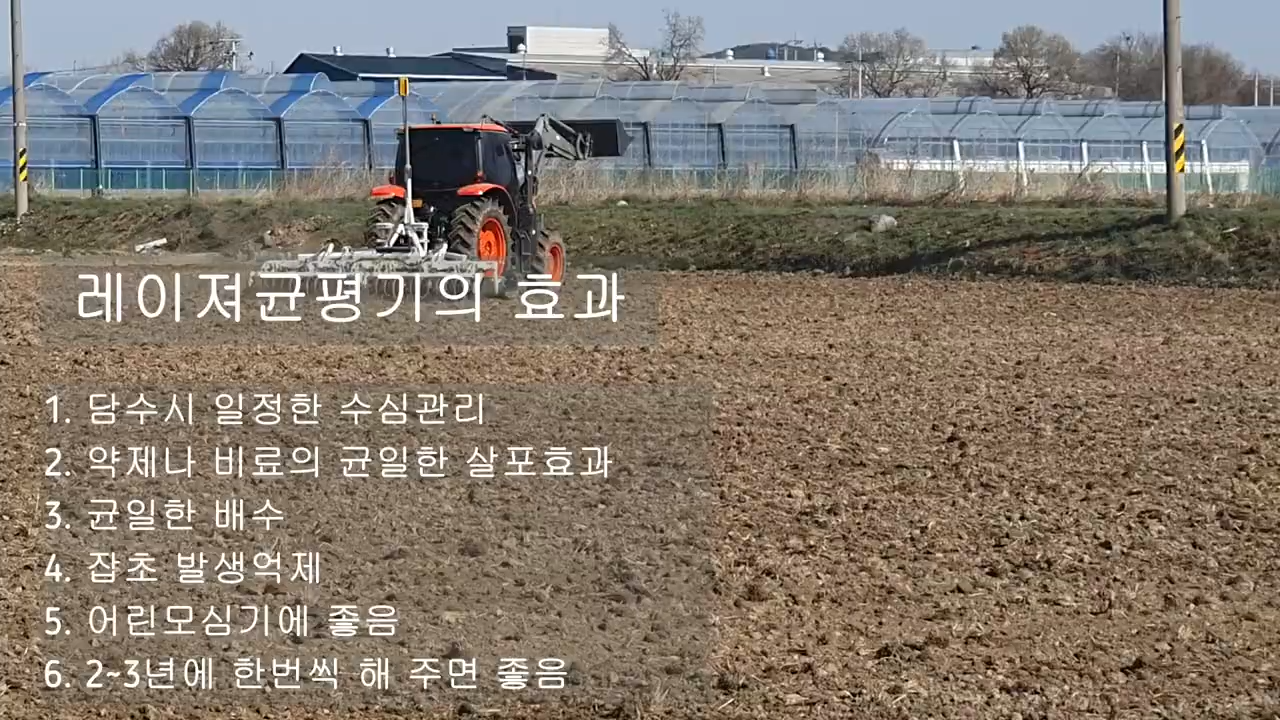 레이져균평기의 효과
1. 담수시 일정한 수심관리
2. 약제나 비료의 균일한 살포효과
3. 균일한 배수
4. 잡초 발생억제
5. 어린모심기에 좋음
6. 2~3년에 한번씩 해 주면 좋음